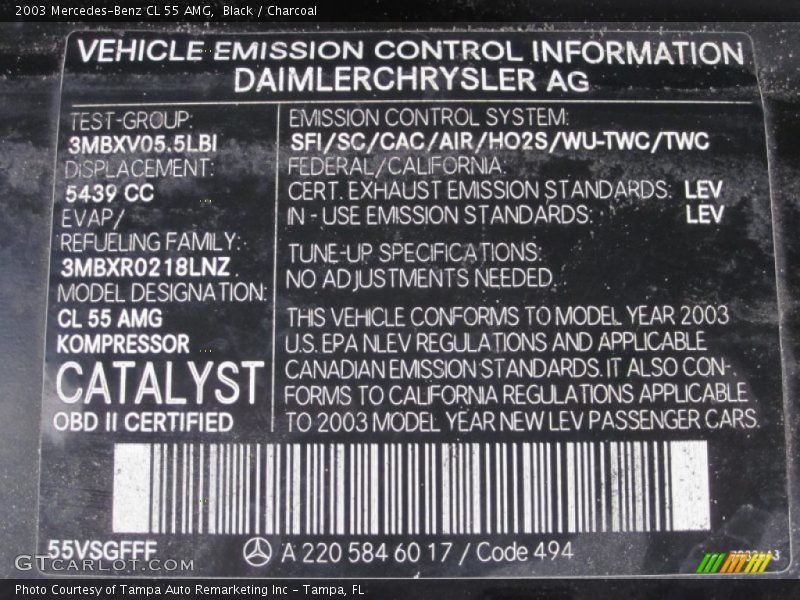 2003 Mercedes-Benz CL 55 AMG, Black / Charcoal
VEHICLE EMISSION CONTROL INFORMATION
DAIMLERCHRYSLER AG
TEST-GROUP:
3MBXV05.5LBI
DISPLACEMENT:
5439 CC
EVAP/
REFUELING FAMILY:
3MBXR0218LNZ
MODEL DESIGNATION:
CL 55 AMG
KOMPRESSOR
CATALYST
OBD II CERTIFIED
EMISSION CONTROL SYSTEM:
SFI/SC/CAC/AIR/HO2S/WU-TWC/TWC
FEDERAL/CALIFORNIA:
CERT. EXHAUST EMISSION STANDARDS: LEV
IN-USE EMISSION STANDARDS: LEV
TUNE-UP SPECIFICATIONS:
NO ADJUSTMENTS NEEDED.
THIS VEHICLE CONFORMS TO MODEL YEAR 2003
U.S. EPA NLEV REGULATIONS AND APPLICABLE
CANADIAN EMISSION STANDARDS. IT ALSO CON-
FORMS TO CALIFORNIA REGULATIONS APPLICABLE
TO 2003 MODEL YEAR NEW LEV PASSENGER CARS.
55VSGFFF
A 220 584 60 17 / Code 494
GTCARLOT.COM
Photo Courtesy of Tampa Auto Remarketing Inc - Tampa, FL